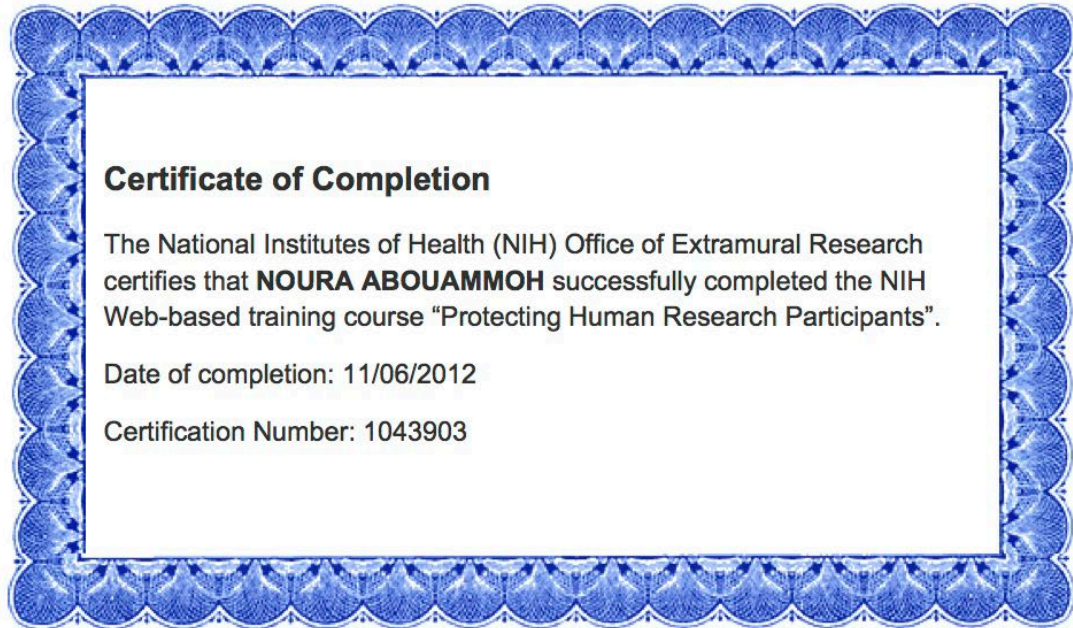 Certificate of Completion
The National Institutes of Health (NIH) Office of Extramural Research
certifies that NOURA ABOUAMMOH successfully completed the NIH
Web-based training course “Protecting Human Research Participants”.
Date of completion: 11/06/2012
Certification Number: 1043903